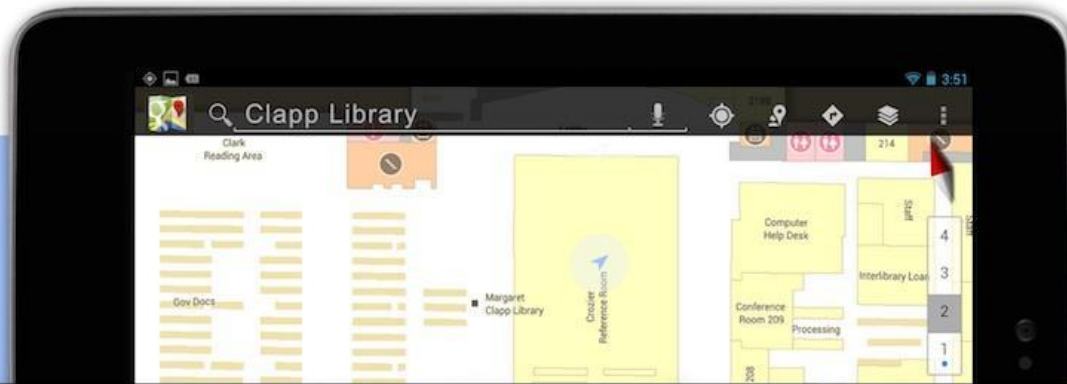 3:51
Clapp Library
Clark
Reading Area
214
Computer
Help Desk
Staff
Staff
4
3
2
1
Interlibrary Loan
Gov Docs
Margaret
Clapp Library
Crozier
Reference Room
Conference
Room 209
Processing
208